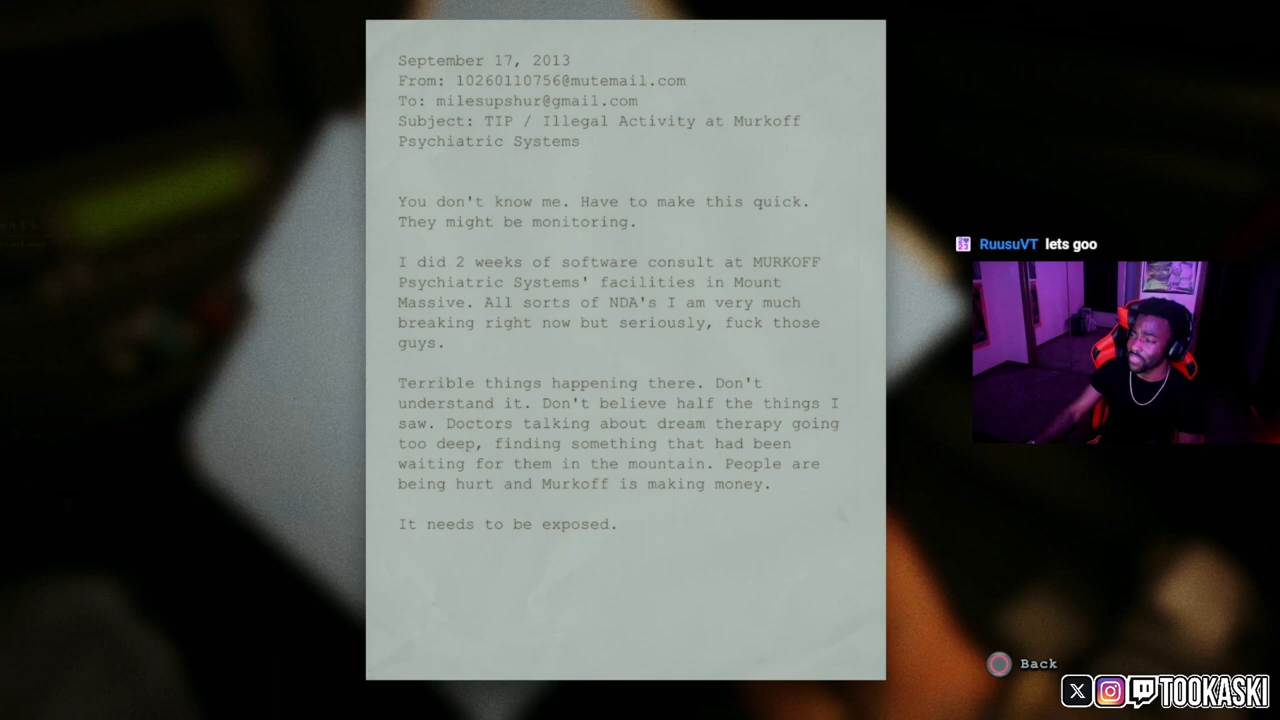 September 17, 2013
From: 10260110756@mutemail.com
To: milesupshur@gmail.com
Subject: TIP / Illegal Activity at Murkoff
Psychiatric Systems
You don't know me. Have to make this quick.
They might be monitoring.
I did 2 weeks of software consult at MURKOFF
Psychiatric Systems' facilities in Mount
Massive. All sorts of NDA's I am very much
breaking right now but seriously, fuck those
guys.
Terrible things happening there. Don't
understand it. Don't believe half the things I
saw. Doctors talking about dream therapy going
too deep, finding something that had been
waiting for them in the mountain. People are
being hurt and Murkoff is making money.
It needs to be exposed.
RuusuVT lets goo
Back
TOOKASKI